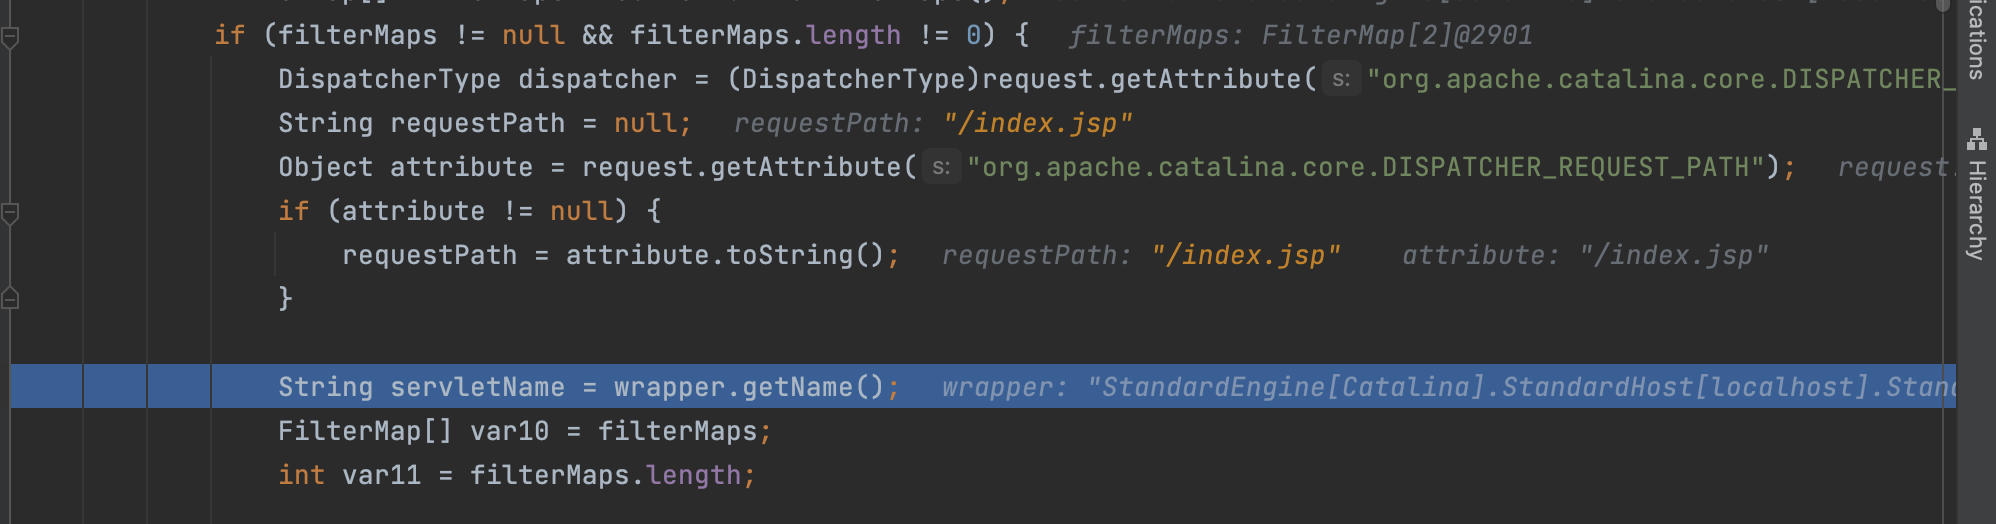 if (filterMaps != null && filterMaps.length != 0) { filterMaps: FilterMap[2]@2901
DispatcherType dispatcher = (DispatcherType)request.getAttribute( s: "org.apache.catalina.core.DISPATCHER_
String requestPath = null; requestPath: "/index.jsp"
Object attribute = request.getAttribute( s: "org.apache.catalina.core.DISPATCHER_REQUEST_PATH"); request.
if (attribute != null) {
requestPath = attribute.toString(); requestPath: "/index.jsp" attribute: "/index.jsp"
}
String servletName = wrapper.getName(); wrapper: "StandardEngine[Catalina].StandardHost[localhost].Stand
FilterMap[] var10 = filterMaps;
int var11 = filterMaps.length;
ications
Hierarchy